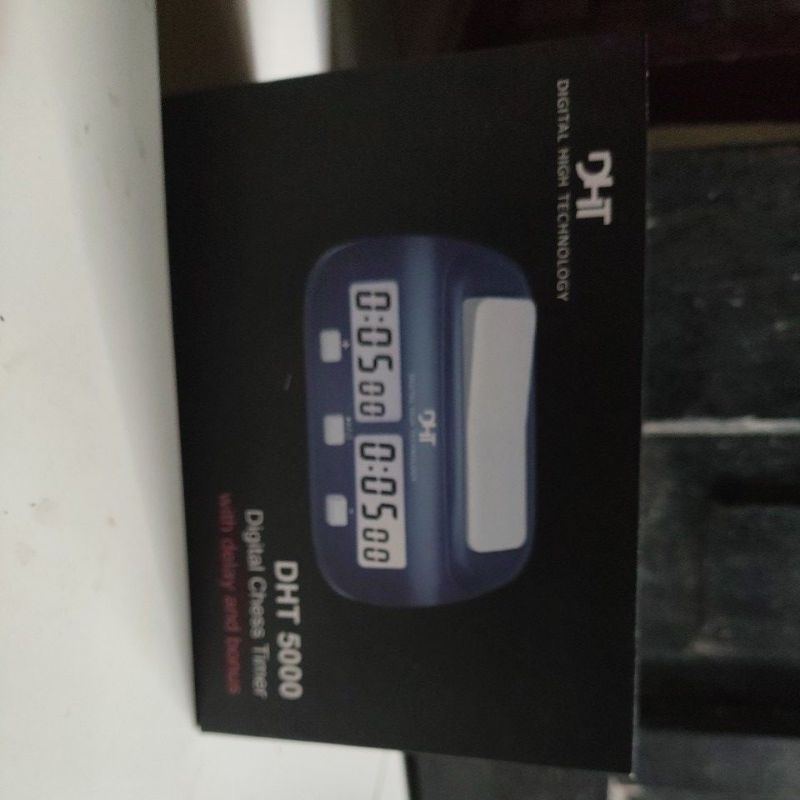 DHT
DIGITAL HIGH TECHNOLOGY
DHT
0:05 00 0:05 00
DHT 5000
Digital Chess Timer
with delay and bonus